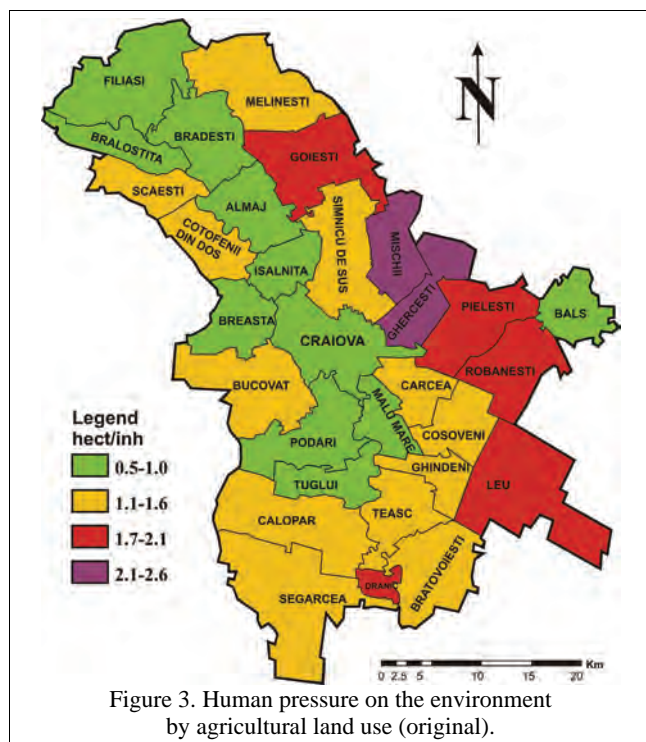 N
FILIASI
MELINESTI
BRADESTI
BRALOSTITA
GOIESTI
SCAESTI
ALMAJ
SIMNICU DE SUS
COTOFENII
DIN DOS
MISCHII
ISALNITA
GHERCESTI
PIELESTI
BALS
BREASTA
CRAIOVA
ROBANESTI
BUCOVAT
CARCEA
MALU MARE
COSOVENI
PODARI
GHINDENI
LEU
TUGLUI
TEASC
CALOPAR
BRATOVOIESTI
DRANIC
SEGARCEA
Legend
hect/inh
0.5-1.0
1.1-1.6
1.7-2.1
2.1-2.6
Km
0 2.5 5 10 15 20
Figure 3. Human pressure on the environment
by agricultural land use (original).